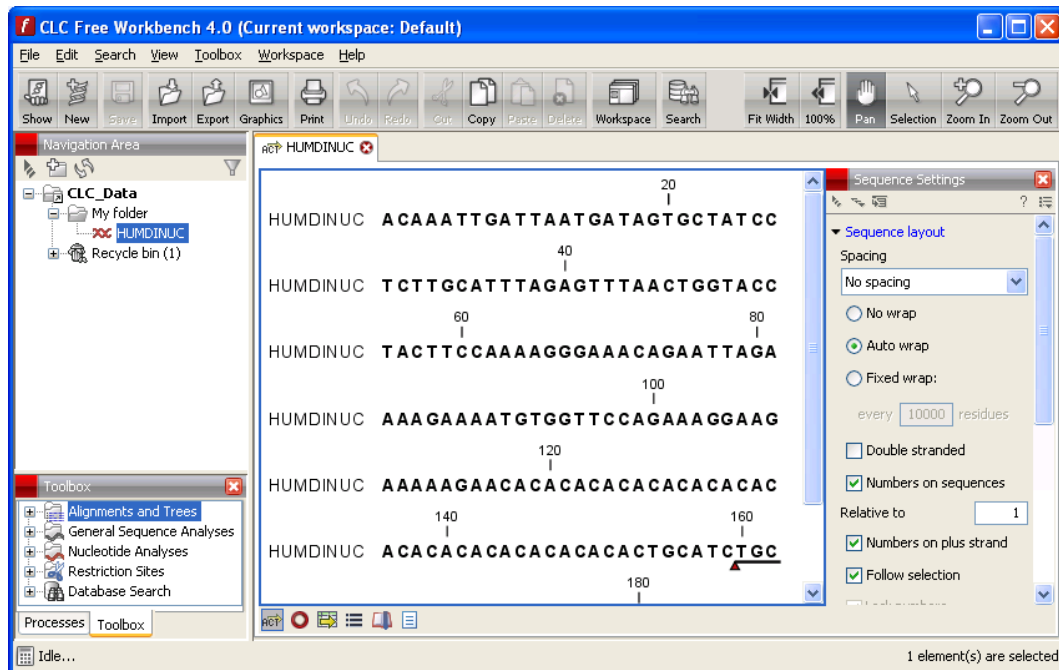 CLC Free Workbench 4.0 (Current workspace: Default)
File Edit Search View Toolbox Workspace Help
Show New Save Import Export Graphics Print Undo Redo Cut Copy Paste Delete Workspace Search Fit Width 100% Pan Selection Zoom In Zoom Out
Navigation Area
CLC_Data
My folder
HUMDINUC
Recycle bin (1)
Toolbox
Alignments and Trees
General Sequence Analyses
Nucleotide Analyses
Restriction Sites
Database Search
Processes Toolbox
HUMDINUC
20
HUMDINUC ACAAATTGATTAATGATAGTGCTATCC
40
HUMDINUC TCTTGCATTTAGAGTTTAACTGGTACC
60 80
HUMDINUC TACTTCCAAAAGGGAAACAGAATTAGA
100
HUMDINUC AAAGAAAATGTGGTTCCAGAAAGGAAG
120
HUMDINUC AAAAAGAACACACACACACACACACAC
140 160
HUMDINUC ACACACACACACACACACTGCATCTGC
180
Sequence Settings
?
Sequence layout
Spacing
No spacing
No wrap
Auto wrap
Fixed wrap:
every 10000 residues
Double stranded
Numbers on sequences
Relative to 1
Numbers on plus strand
Follow selection
Lock numbers
Idle... 1 element(s) are selected